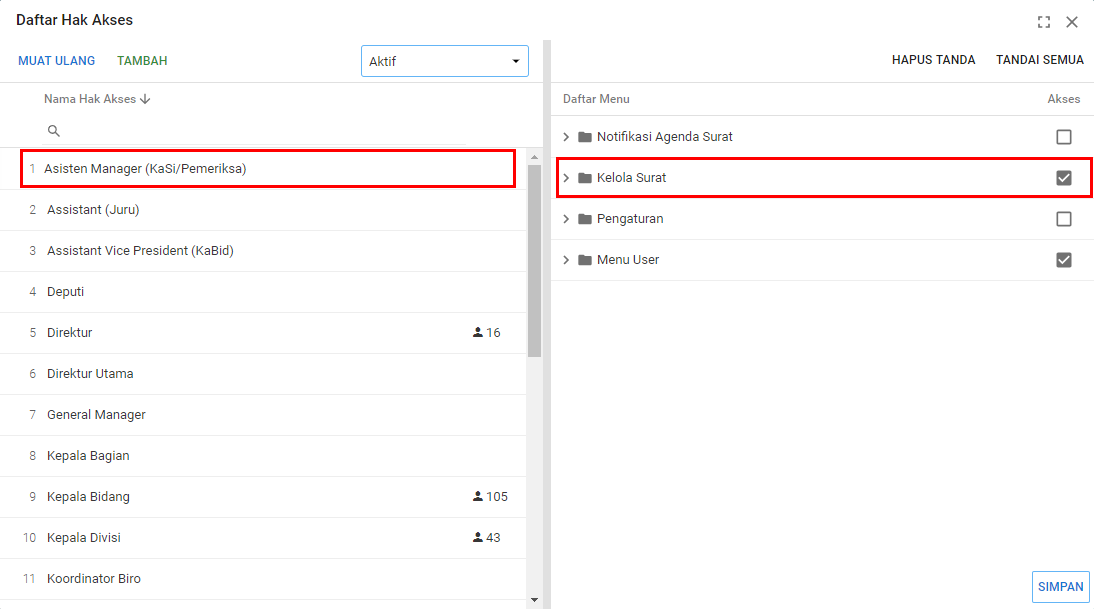 Daftar Hak Akses
MUAT ULANG TAMBAH Aktif HAPUS TANDA TANDAI SEMUA
Nama Hak Akses
1 Asisten Manager (KaSi/Pemeriksa)
2 Assistant (Juru)
3 Assistant Vice President (KaBid)
4 Deputi
5 Direktur 16
6 Direktur Utama
7 General Manager
8 Kepala Bagian
9 Kepala Bidang 105
10 Kepala Divisi 43
11 Koordinator Biro
Daftar Menu Akses
Notifikasi Agenda Surat
Kelola Surat
Pengaturan
Menu User
SIMPAN